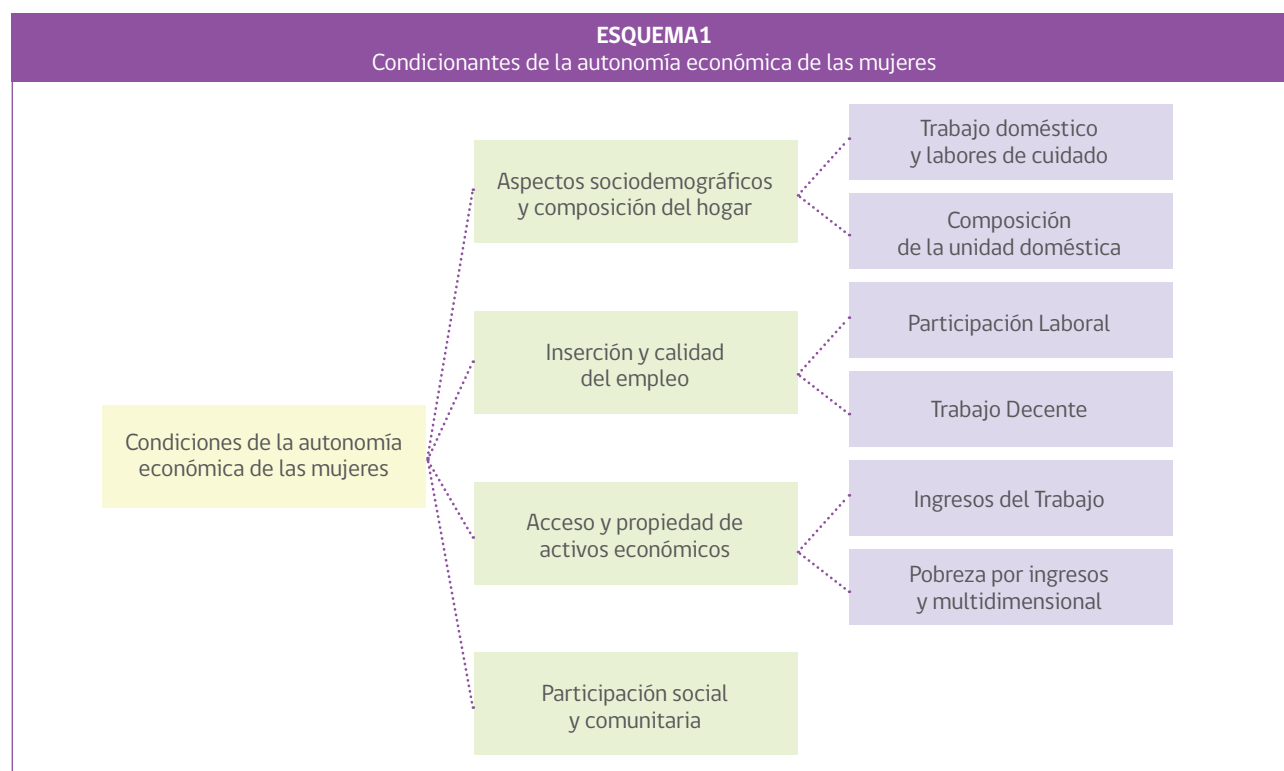 ESQUEMA1
Condicionantes de la autonomía económica de las mujeres
Condiciones de la autonomía
económica de las mujeres
Aspectos sociodemográficos
y composición del hogar
Trabajo doméstico
y labores de cuidado
Composición
de la unidad doméstica
Inserción y calidad
del empleo
Participación Laboral
Trabajo Decente
Acceso y propiedad de
activos económicos
Ingresos del Trabajo
Pobreza por ingresos
y multidimensional
Participación social
y comunitaria